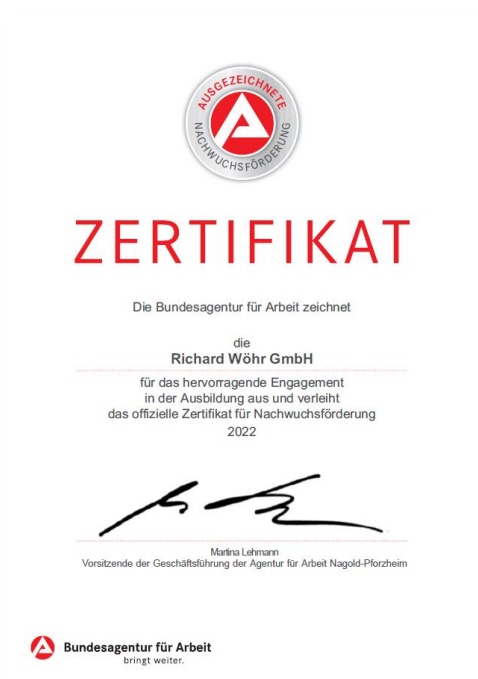 AUSGEZEICHNETE
NACHWUCHSFÖRDERUNG
ZERTIFIKAT
Die Bundesagentur für Arbeit zeichnet
die
Richard Wöhr GmbH
für das hervorragende Engagement
in der Ausbildung aus und verleiht
das offizielle Zertifikat für Nachwuchsförderung
2022
Martina Lehmann
Vorsitzende der Geschäftsführung der Agentur für Arbeit Nagold-Pforzheim
Bundesagentur für Arbeit
bringt weiter.